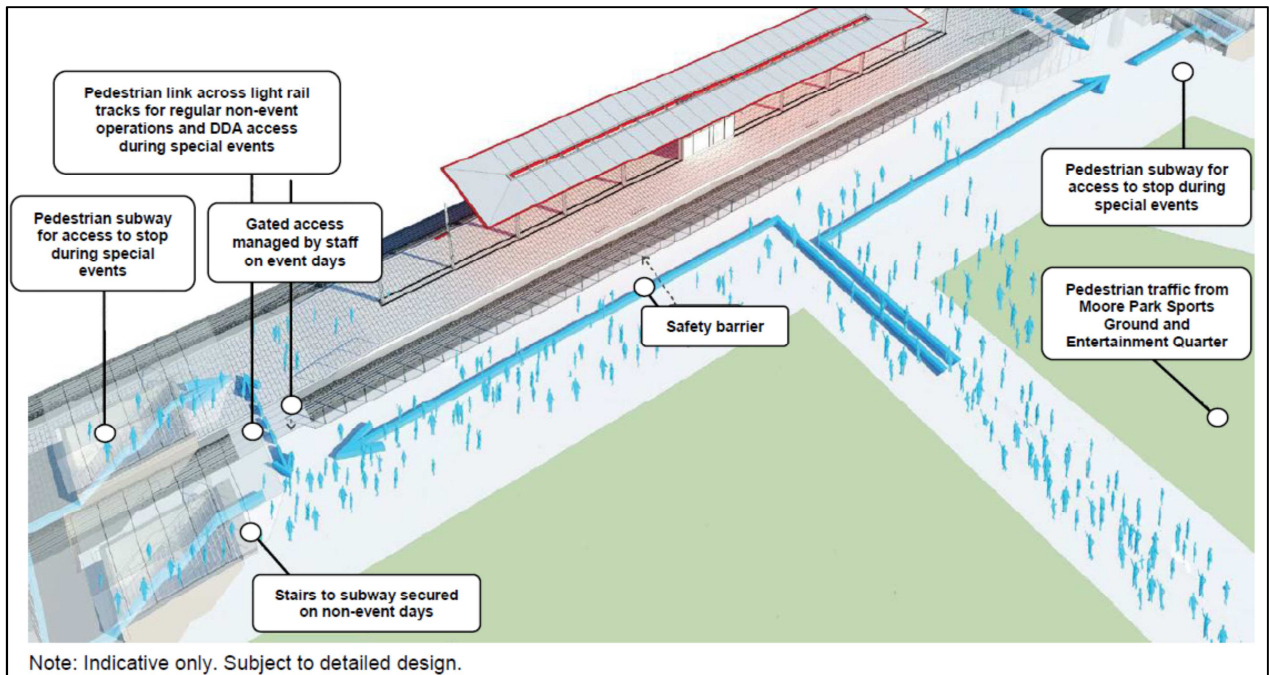 Pedestrian link across light rail
tracks for regular non-event
operations and DDA access
during special events
Pedestrian subway
for access to stop
during special
events
Gated access
managed by staff
on event days
Safety barrier
Pedestrian subway for
access to stop during
special events
Pedestrian traffic from
Moore Park Sports
Ground and
Entertainment Quarter
Stairs to subway secured
on non-event days
Note: Indicative only. Subject to detailed design.